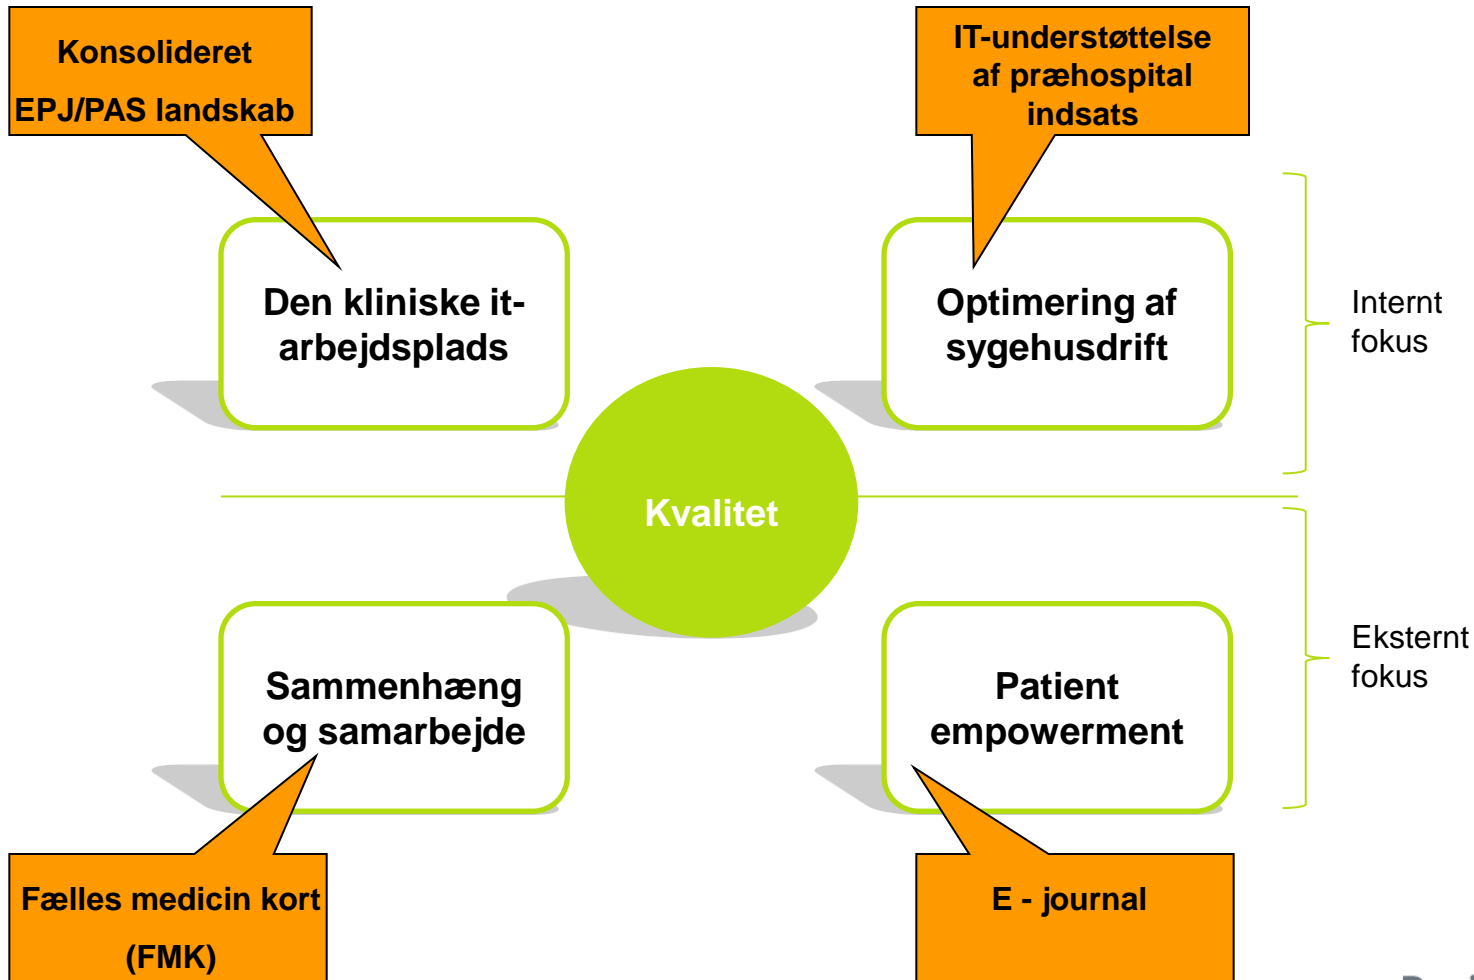 Konsolideret
EPJ/PAS landskab
IT-understøttelse
af præhospital
indsats
Den kliniske it-
arbejdsplads
Optimering af
sygehusdrift
Internt
fokus
Kvalitet
Sammenhæng
og samarbejde
Patient
empowerment
Eksternt
fokus
Fælles medicin kort
(FMK)
E - journal